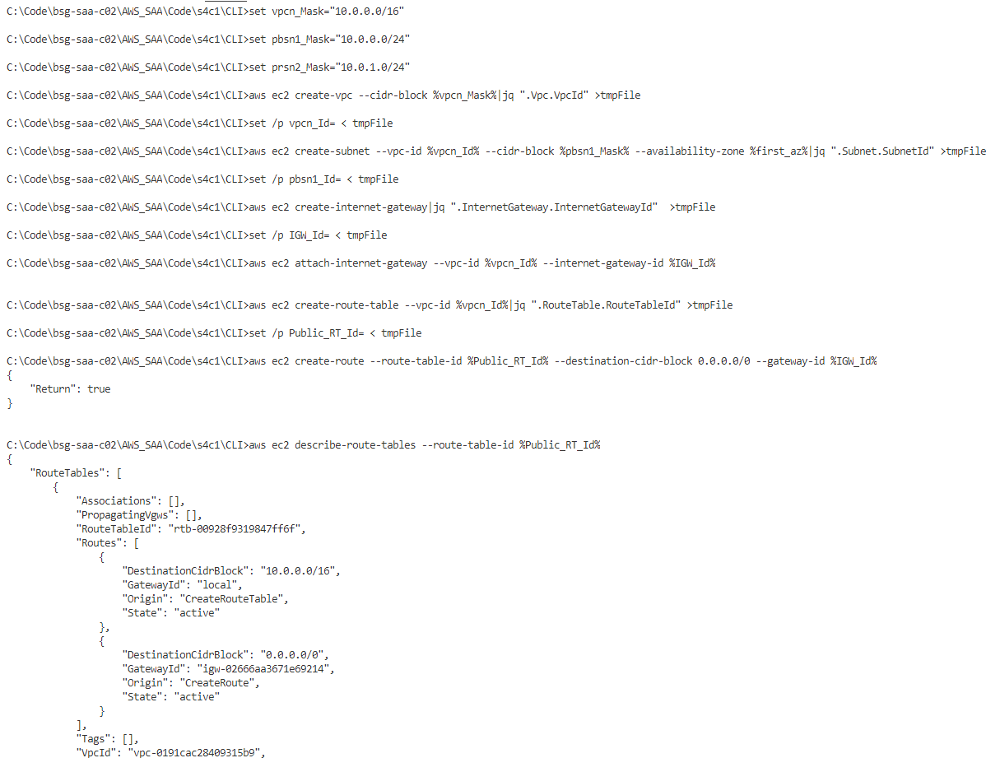 C:\Code\bsg-saa-c02\AWS_SAA\Code\s4c1\CLI>set vpcn_Mask="10.0.0.0/16"
C:\Code\bsg-saa-c02\AWS_SAA\Code\s4c1\CLI>set pbsn1_Mask="10.0.0.0/24"
C:\Code\bsg-saa-c02\AWS_SAA\Code\s4c1\CLI>set prsn2_Mask="10.0.1.0/24"
C:\Code\bsg-saa-c02\AWS_SAA\Code\s4c1\CLI>aws ec2 create-vpc --cidr-block %vpcn_Mask%|jq ".Vpc.VpcId" >tmpFile
C:\Code\bsg-saa-c02\AWS_SAA\Code\s4c1\CLI>set /p vpcn_Id= < tmpFile
C:\Code\bsg-saa-c02\AWS_SAA\Code\s4c1\CLI>aws ec2 create-subnet --vpc-id %vpcn_Id% --cidr-block %pbsn1_Mask% --availability-zone %first_az%|jq ".Subnet.SubnetId" >tmpFile
C:\Code\bsg-saa-c02\AWS_SAA\Code\s4c1\CLI>set /p pbsn1_Id= < tmpFile
C:\Code\bsg-saa-c02\AWS_SAA\Code\s4c1\CLI>aws ec2 create-internet-gateway|jq ".InternetGateway.InternetGatewayId"  >tmpFile
C:\Code\bsg-saa-c02\AWS_SAA\Code\s4c1\CLI>set /p IGW_Id= < tmpFile
C:\Code\bsg-saa-c02\AWS_SAA\Code\s4c1\CLI>aws ec2 attach-internet-gateway --vpc-id %vpcn_Id% --internet-gateway-id %IGW_Id%
C:\Code\bsg-saa-c02\AWS_SAA\Code\s4c1\CLI>aws ec2 create-route-table --vpc-id %vpcn_Id%|jq ".RouteTable.RouteTableId" >tmpFile
C:\Code\bsg-saa-c02\AWS_SAA\Code\s4c1\CLI>set /p Public_RT_Id= < tmpFile
C:\Code\bsg-saa-c02\AWS_SAA\Code\s4c1\CLI>aws ec2 create-route --route-table-id %Public_RT_Id% --destination-cidr-block 0.0.0.0/0 --gateway-id %IGW_Id%
{
    "Return": true
}
C:\Code\bsg-saa-c02\AWS_SAA\Code\s4c1\CLI>aws ec2 describe-route-tables --route-table-id %Public_RT_Id%
{
    "RouteTables": [
        {
            "Associations": [],
            "PropagatingVgws": [],
            "RouteTableId": "rtb-00928f9319847ff6f",
            "Routes": [
                {
                    "DestinationCidrBlock": "10.0.0.0/16",
                    "GatewayId": "local",
                    "Origin": "CreateRouteTable",
                    "State": "active"
                },
                {
                    "DestinationCidrBlock": "0.0.0.0/0",
                    "GatewayId": "igw-02666aa3671e69214",
                    "Origin": "CreateRoute",
                    "State": "active"
                }
            ],
            "Tags": [],
            "VpcId": "vpc-0191cac28409315b9",